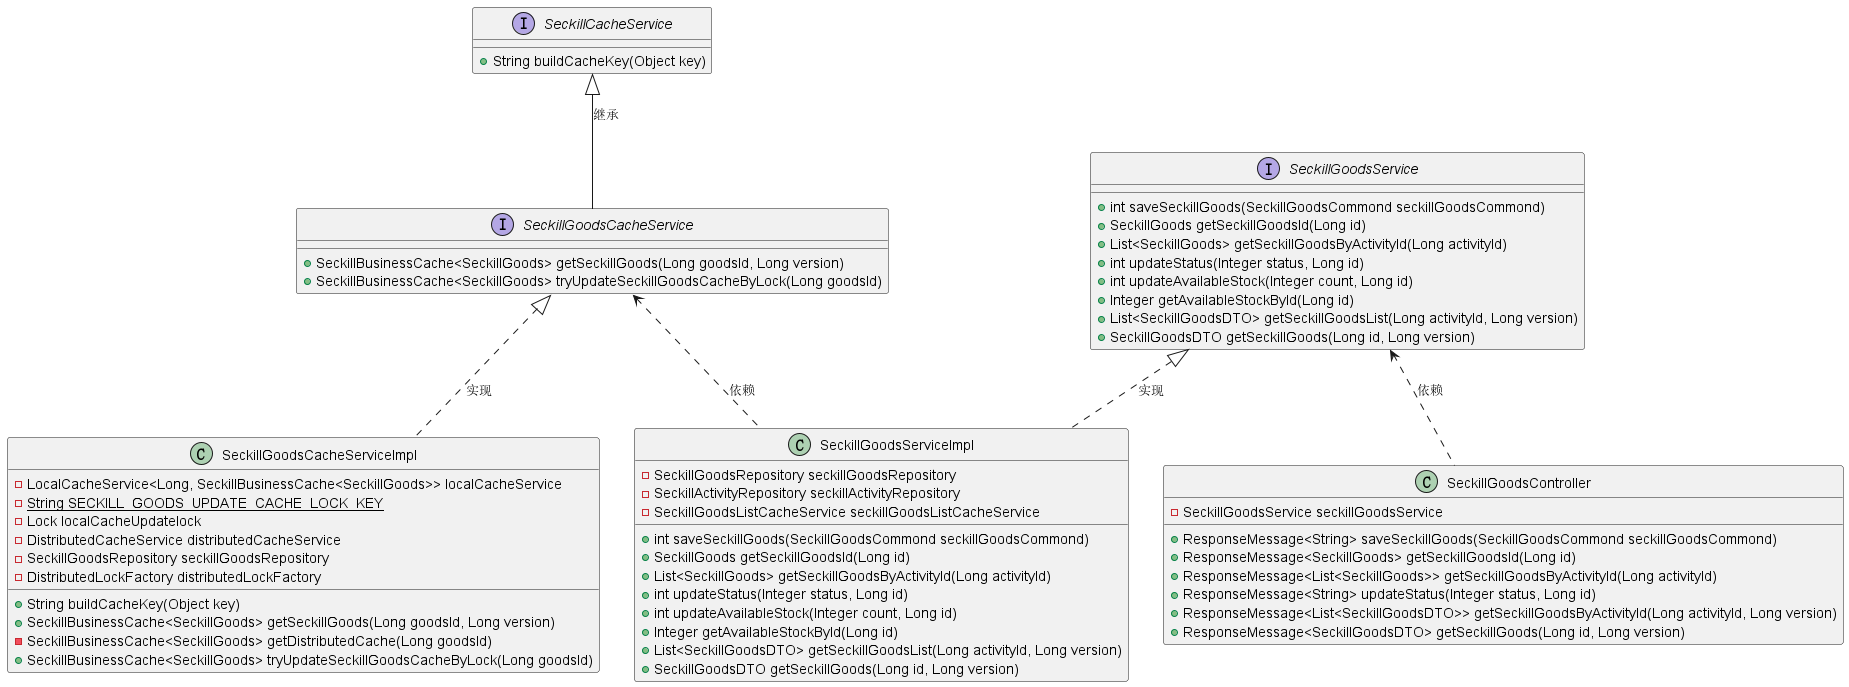 I SeckillCacheService
String buildCacheKey(Object key)
继承
I SeckillGoodsCacheService
SeckillBusinessCache<SeckillGoods> getSeckillGoods(Long goodsId, Long version)
SeckillBusinessCache<SeckillGoods> tryUpdateSeckillGoodsCacheByLock(Long goodsId)
I SeckillGoodsService
int saveSeckillGoods(SeckillGoodsCommond seckillGoodsCommond)
SeckillGoods getSeckillGoodsId(Long id)
List<SeckillGoods> getSeckillGoodsByActivityId(Long activityId)
int updateStatus(Integer status, Long id)
int updateAvailableStock(Integer count, Long id)
Integer getAvailableStockById(Long id)
List<SeckillGoodsDTO> getSeckillGoodsList(Long activityId, Long version)
SeckillGoodsDTO getSeckillGoods(Long id, Long version)
实现
依赖
实现
依赖
C SeckillGoodsCacheServiceImpl
LocalCacheService<Long, SeckillBusinessCache<SeckillGoods>> localCacheService
String SECKILL_GOODS_UPDATE_CACHE_LOCK_KEY
Lock localCacheUpdatelock
DistributedCacheService distributedCacheService
SeckillGoodsRepository seckillGoodsRepository
DistributedLockFactory distributedLockFactory
String buildCacheKey(Object key)
SeckillBusinessCache<SeckillGoods> getSeckillGoods(Long goodsId, Long version)
SeckillBusinessCache<SeckillGoods> getDistributedCache(Long goodsId)
SeckillBusinessCache<SeckillGoods> tryUpdateSeckillGoodsCacheByLock(Long goodsId)
C SeckillGoodsServiceImpl
SeckillGoodsRepository seckillGoodsRepository
SeckillActivityRepository seckillActivityRepository
SeckillGoodsListCacheService seckillGoodsListCacheService
int saveSeckillGoods(SeckillGoodsCommond seckillGoodsCommond)
SeckillGoods getSeckillGoodsId(Long id)
List<SeckillGoods> getSeckillGoodsByActivityId(Long activityId)
int updateStatus(Integer status, Long id)
int updateAvailableStock(Integer count, Long id)
Integer getAvailableStockById(Long id)
List<SeckillGoodsDTO> getSeckillGoodsList(Long activityId, Long version)
SeckillGoodsDTO getSeckillGoods(Long id, Long version)
C SeckillGoodsController
SeckillGoodsService seckillGoodsService
ResponseMessage<String> saveSeckillGoods(SeckillGoodsCommond seckillGoodsCommond)
ResponseMessage<SeckillGoods> getSeckillGoodsId(Long id)
ResponseMessage<List<SeckillGoods>> getSeckillGoodsByActivityId(Long activityId)
ResponseMessage<String> updateStatus(Integer status, Long id)
ResponseMessage<List<SeckillGoodsDTO>> getSeckillGoodsByActivityId(Long activityId, Long version)
ResponseMessage<SeckillGoodsDTO> getSeckillGoods(Long id, Long version)